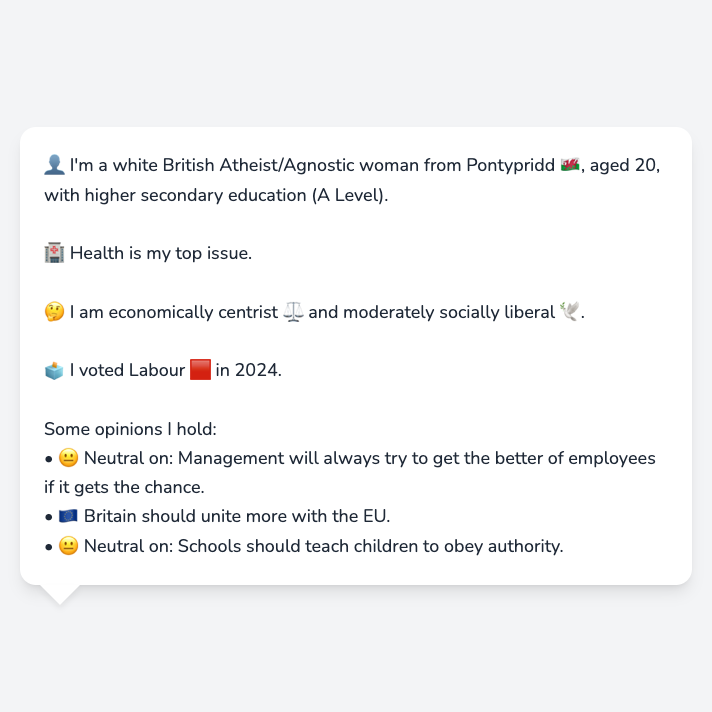 👤 I'm a white British Atheist/Agnostic woman from Pontypridd 🏴󠁧󠁢󠁷󠁬󠁳󠁿, aged 20,
with higher secondary education (A Level).
🏥 Health is my top issue.
🤔 I am economically centrist ⚖️ and moderately socially liberal 🕊️.
🗳️ I voted Labour 🟥 in 2024.
Some opinions I hold:
• 😐 Neutral on: Management will always try to get the better of employees
if it gets the chance.
• 🇪🇺 Britain should unite more with the EU.
• 😐 Neutral on: Schools should teach children to obey authority.